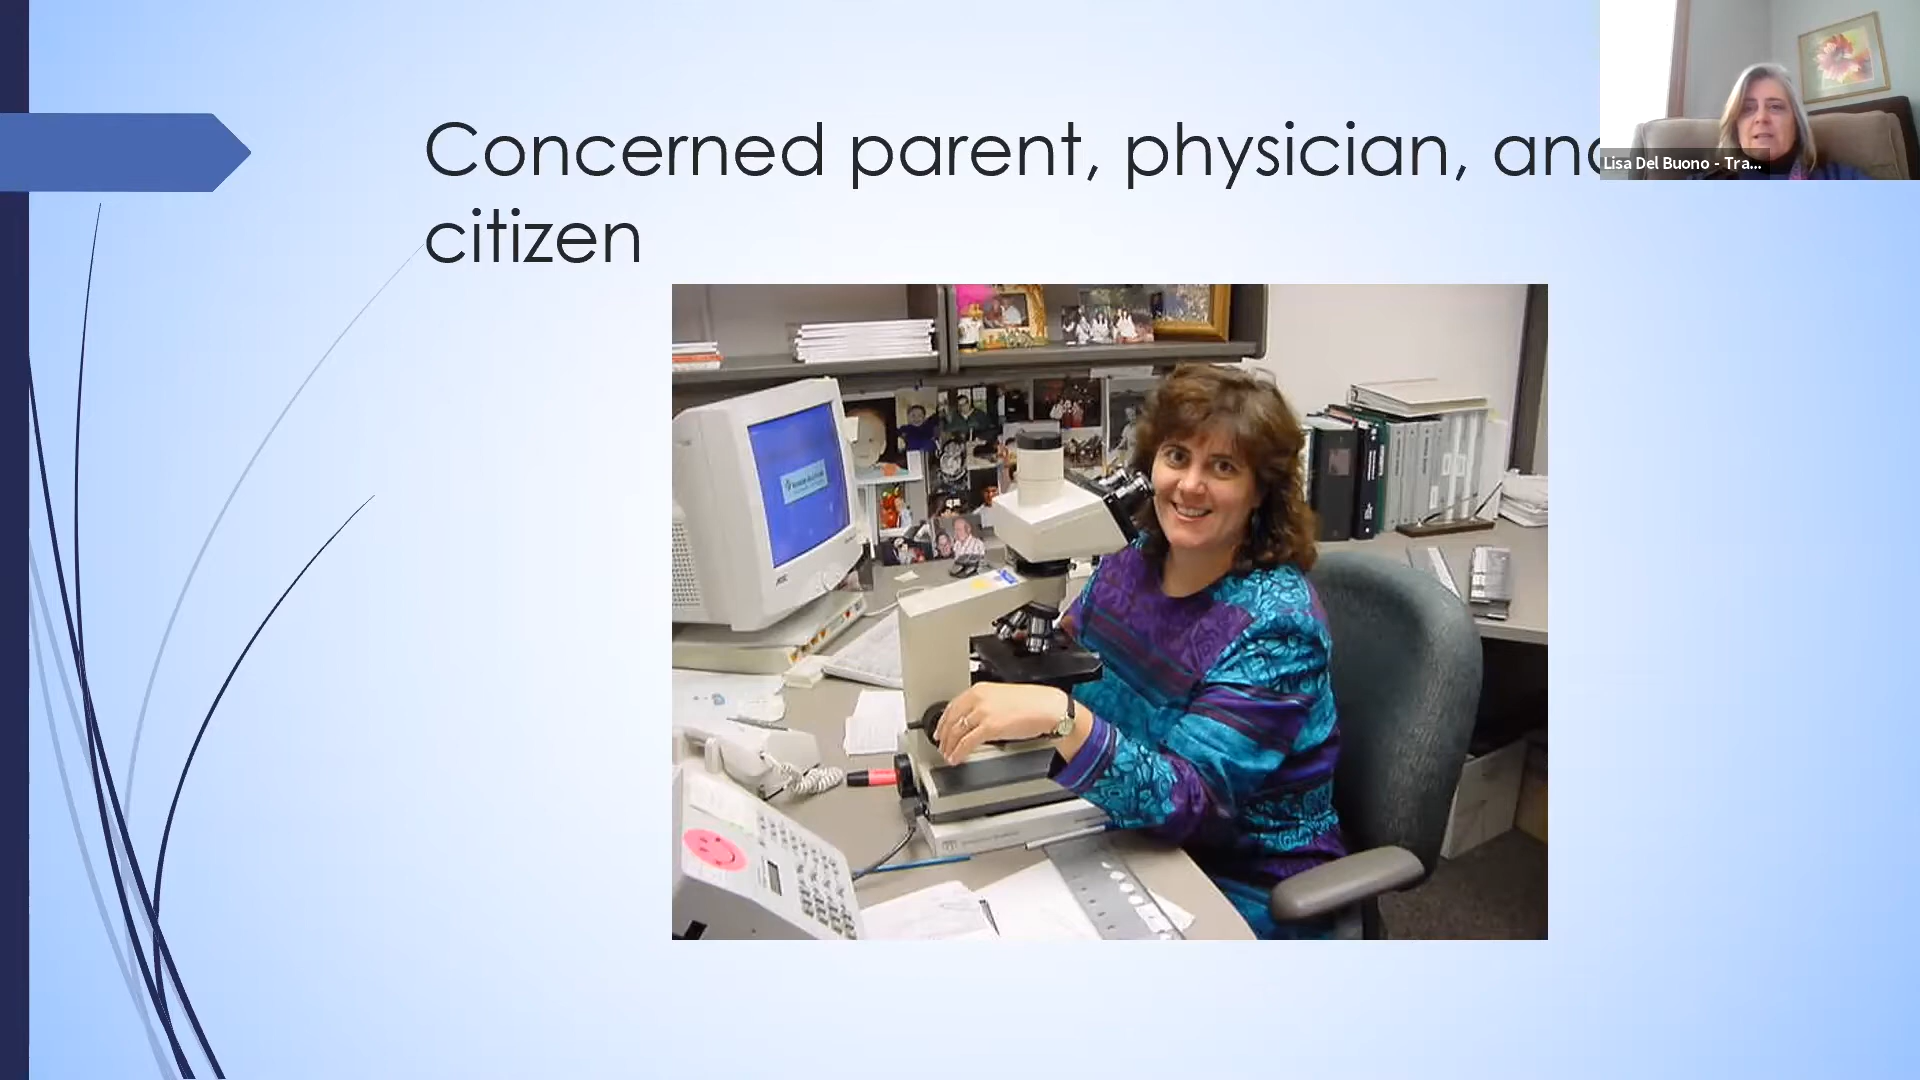 Concerned parent, physician, and
citizen
Lisa Del Buono - Tra...